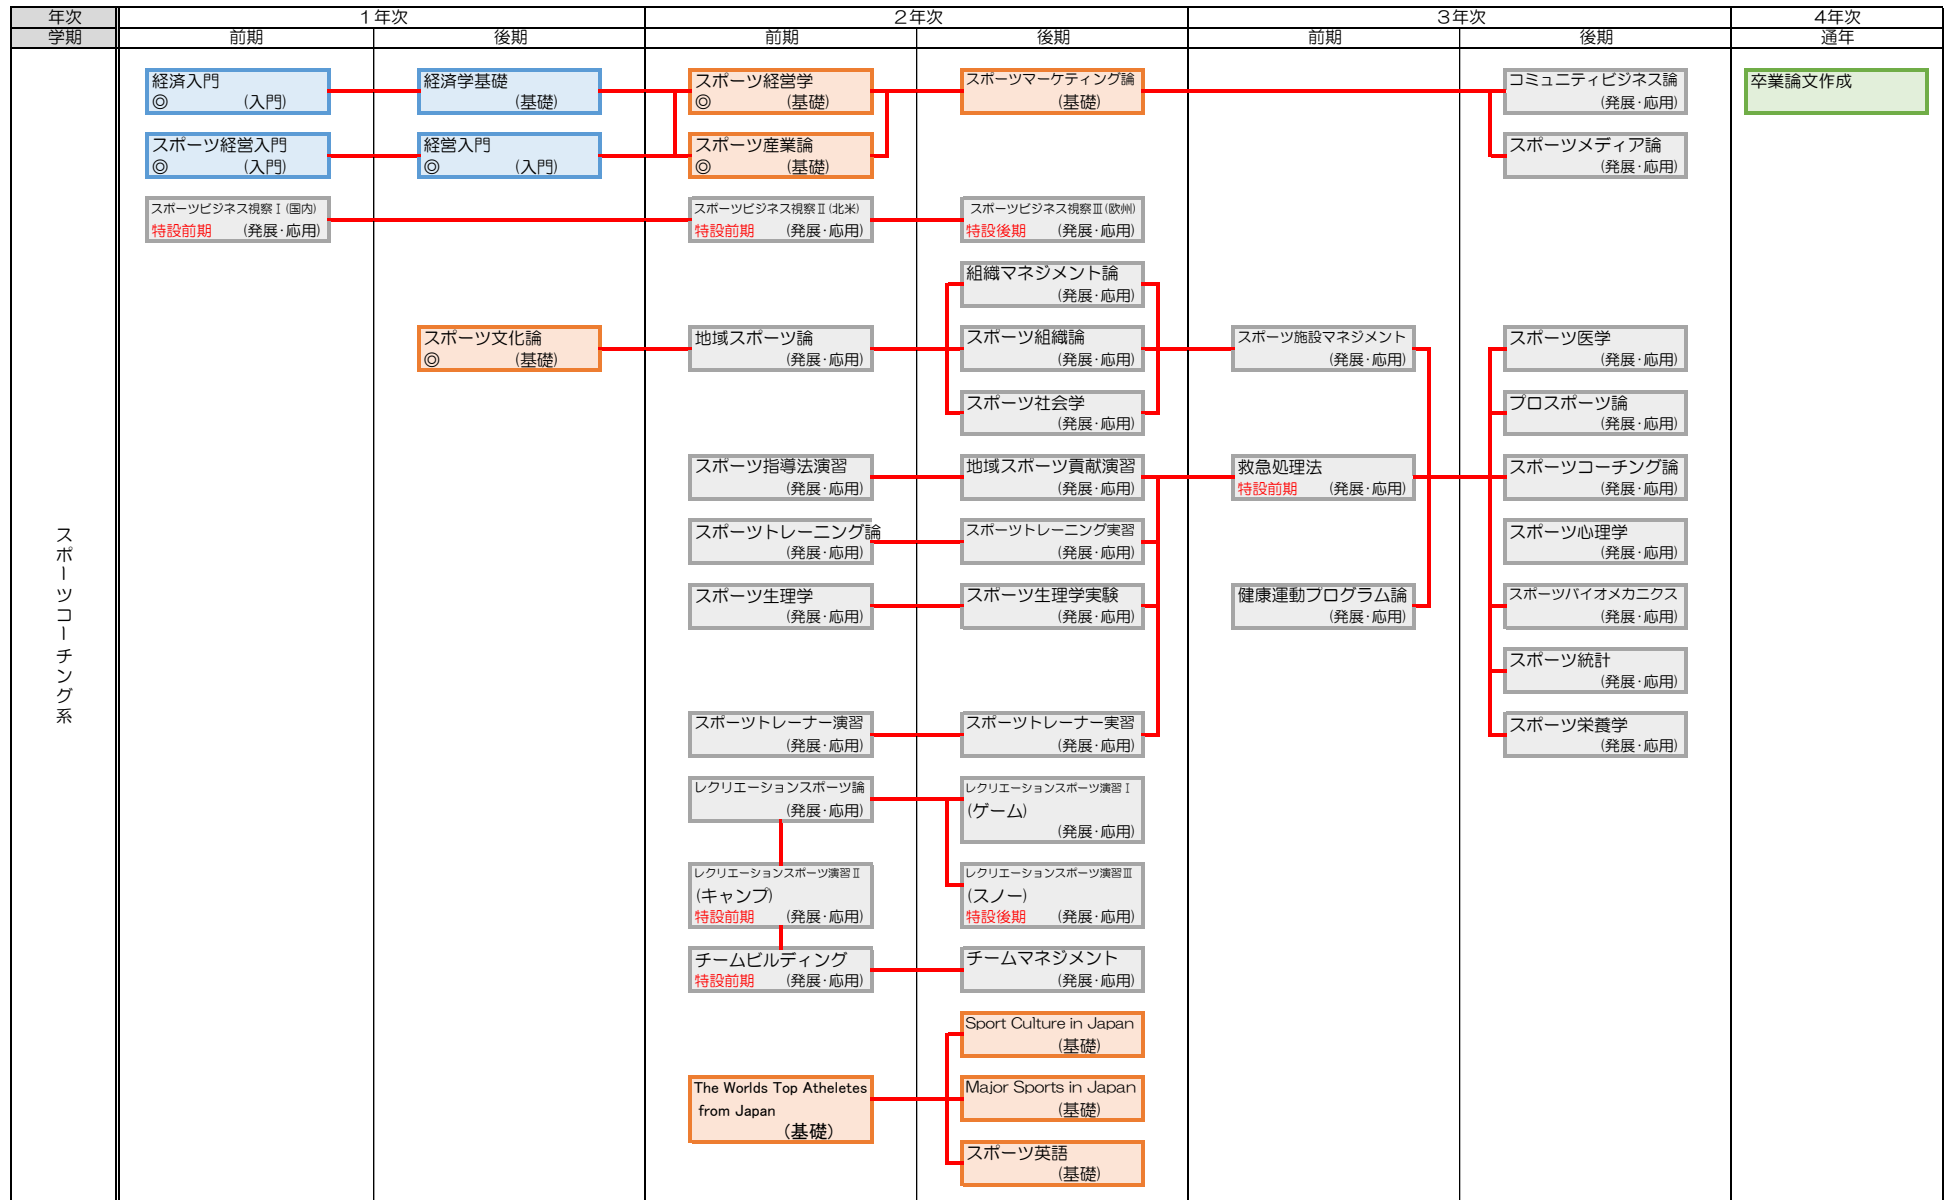 年次 1年次 2年次 3年次 4年次
学期 前期 後期 前期 後期 前期 後期 通年
経済入門
◎ (入門)
経済学基礎
(基礎)
スポーツ経営学
◎ (基礎)
スポーツマーケティング論
(基礎)
コミュニティビジネス論
(発展・応用)
卒業論文作成
スポーツ経営入門
◎ (入門)
経営入門
◎ (入門)
スポーツ産業論
◎ (基礎)
スポーツメディア論
(発展・応用)
スポーツビジネス視察Ⅰ(国内)
特設前期 (発展・応用)
スポーツビジネス視察Ⅱ(北米)
特設前期 (発展・応用)
スポーツビジネス視察Ⅲ(欧州)
特設後期 (発展・応用)
組織マネジメント論
(発展・応用)
スポーツ文化論
◎ (基礎)
地域スポーツ論
(発展・応用)
スポーツ組織論
(発展・応用)
スポーツ施設マネジメント
(発展・応用)
スポーツ医学
(発展・応用)
スポーツ社会学
(発展・応用)
プロスポーツ論
(発展・応用)
スポーツ指導法演習
(発展・応用)
地域スポーツ貢献演習
(発展・応用)
救急処理法
特設前期 (発展・応用)
スポーツコーチング論
(発展・応用)
スポーツコーチング系
スポーツトレーニング論
(発展・応用)
スポーツトレーニング実習
(発展・応用)
スポーツ心理学
(発展・応用)
スポーツ生理学
(発展・応用)
スポーツ生理学実験
(発展・応用)
健康運動プログラム論
(発展・応用)
スポーツバイオメカニクス
(発展・応用)
スポーツ統計
(発展・応用)
スポーツトレーナー演習
(発展・応用)
スポーツトレーナー実習
(発展・応用)
スポーツ栄養学
(発展・応用)
レクリエーションスポーツ論
(発展・応用)
レクリエーションスポーツ演習Ⅰ
(ゲーム)
(発展・応用)
レクリエーションスポーツ演習Ⅱ
(キャンプ)
特設前期 (発展・応用)
レクリエーションスポーツ演習Ⅲ
(スノー)
特設後期 (発展・応用)
チームビルディング
特設前期 (発展・応用)
チームマネジメント
(発展・応用)
Sport Culture in Japan
(基礎)
The Worlds Top Atheletes
from Japan
(基礎)
Major Sports in Japan
(基礎)
スポーツ英語
(基礎)